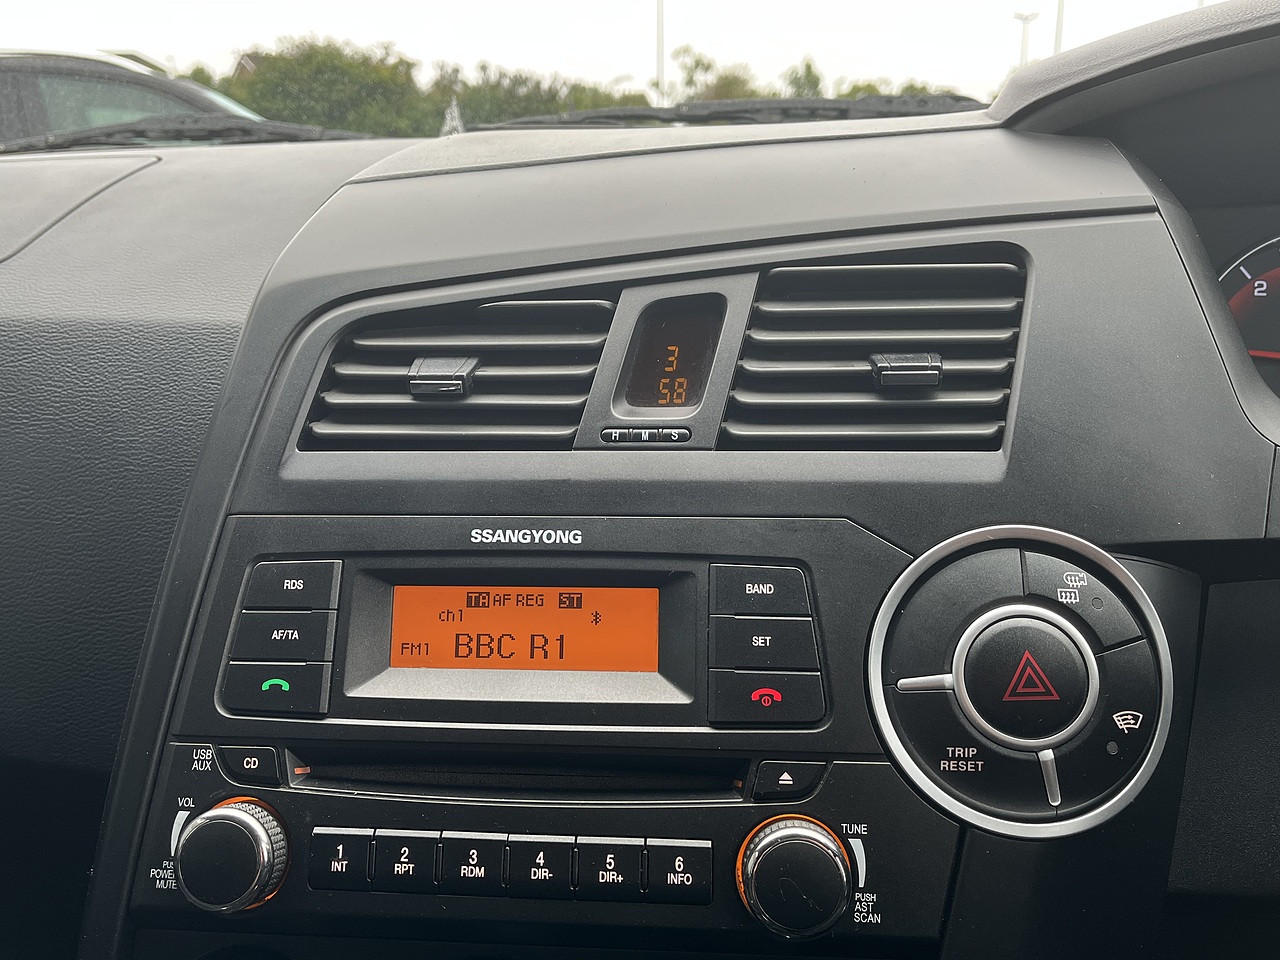 2
3
58
H M S
SSANGYONG
RDS
AF/TA
TA AF REG ST
ch1
FM1 BBC R1
BAND
SET
TRIP
RESET
USB
AUX
CD
VOL
PUSH
POWER
MUTE
1
INT
2
RPT
3
RDM
4
DIR-
5
DIR+
6
INFO
TUNE
PUSH
AST
SCAN